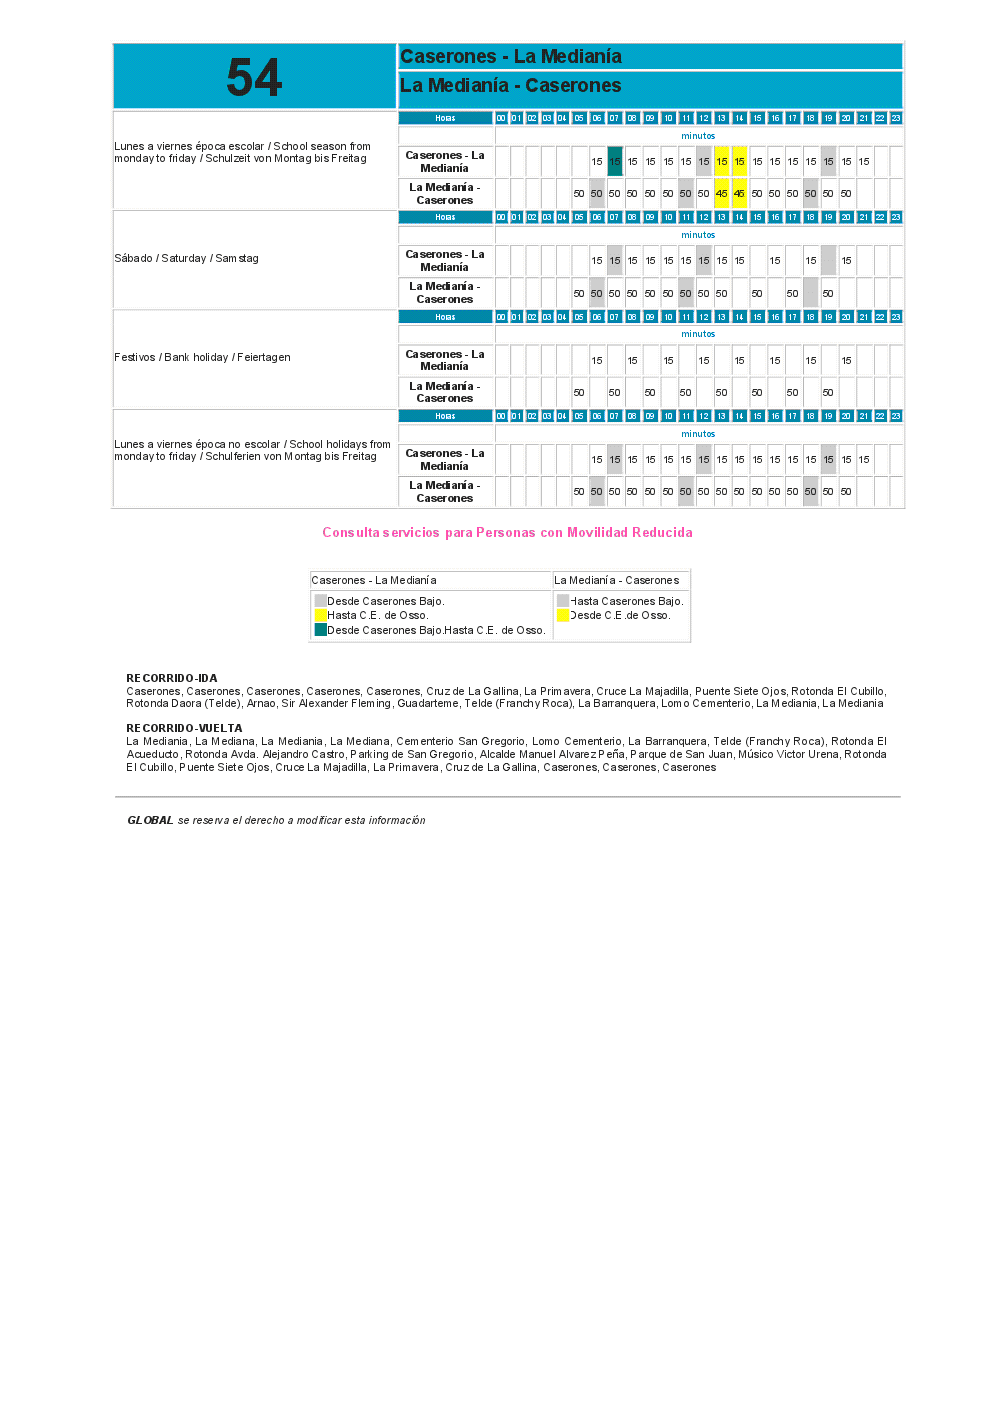 54
Caserones - La Medianía
La Medianía - Caserones
Lunes a viernes época escolar / School season from
monday to friday / Schulzeit von Montag bis Freitag
Horas 00 01 02 03 04 05 06 07 08 09 10 11 12 13 14 15 16 17 18 19 20 21 22 23
minutos
Caserones - La
Medianía
15 15 15 15 15 15 15 15 15 15 15 15 15 15 15 15
La Medianía -
Caserones
50 50 50 50 50 50 50 50 45 45 50 50 50 50 50 50
Sábado / Saturday / Samstag
Horas 00 01 02 03 04 05 06 07 08 09 10 11 12 13 14 15 16 17 18 19 20 21 22 23
minutos
Caserones - La
Medianía
15 15 15 15 15 15 15 15 15 15 15 15
La Medianía -
Caserones
50 50 50 50 50 50 50 50 50 50 50 50
Festivos / Bank holiday / Feiertagen
Horas 00 01 02 03 04 05 06 07 08 09 10 11 12 13 14 15 16 17 18 19 20 21 22 23
minutos
Caserones - La
Medianía
15 15 15 15 15 15 15 15
La Medianía -
Caserones
50 50 50 50 50 50 50 50
Lunes a viernes época no escolar / School holidays from
monday to friday / Schulferien von Montag bis Freitag
Horas 00 01 02 03 04 05 06 07 08 09 10 11 12 13 14 15 16 17 18 19 20 21 22 23
minutos
Caserones - La
Medianía
15 15 15 15 15 15 15 15 15 15 15 15 15 15 15 15
La Medianía -
Caserones
50 50 50 50 50 50 50 50 50 50 50 50 50 50 50 50
Consulta servicios para Personas con Movilidad Reducida
Caserones - La Medianía
La Medianía - Caserones
Desde Caserones Bajo.
Hasta C.E. de Osso.
Desde Caserones Bajo.Hasta C.E. de Osso.
Hasta Caserones Bajo.
Desde C.E.de Osso.
RECORRIDO-IDA
Caserones, Caserones, Caserones, Caserones, Caserones, Cruz de La Gallina, La Primavera, Cruce La Majadilla, Puente Siete Ojos, Rotonda El Cubillo,
Rotonda Daora (Telde), Arnao, Sir Alexander Fleming, Guadarteme, Telde (Franchy Roca), La Barranquera, Lomo Cementerio, La Mediania, La Mediania
RECORRIDO-VUELTA
La Mediania, La Mediana, La Mediania, La Mediana, Cementerio San Gregorio, Lomo Cementerio, La Barranquera, Telde (Franchy Roca), Rotonda El
Acueducto, Rotonda Avda. Alejandro Castro, Parking de San Gregorio, Alcalde Manuel Alvarez Peña, Parque de San Juan, Músico Victor Urena, Rotonda
El Cubillo, Puente Siete Ojos, Cruce La Majadilla, La Primavera, Cruz de La Gallina, Caserones, Caserones, Caserones
GLOBAL se reserva el derecho a modificar esta información